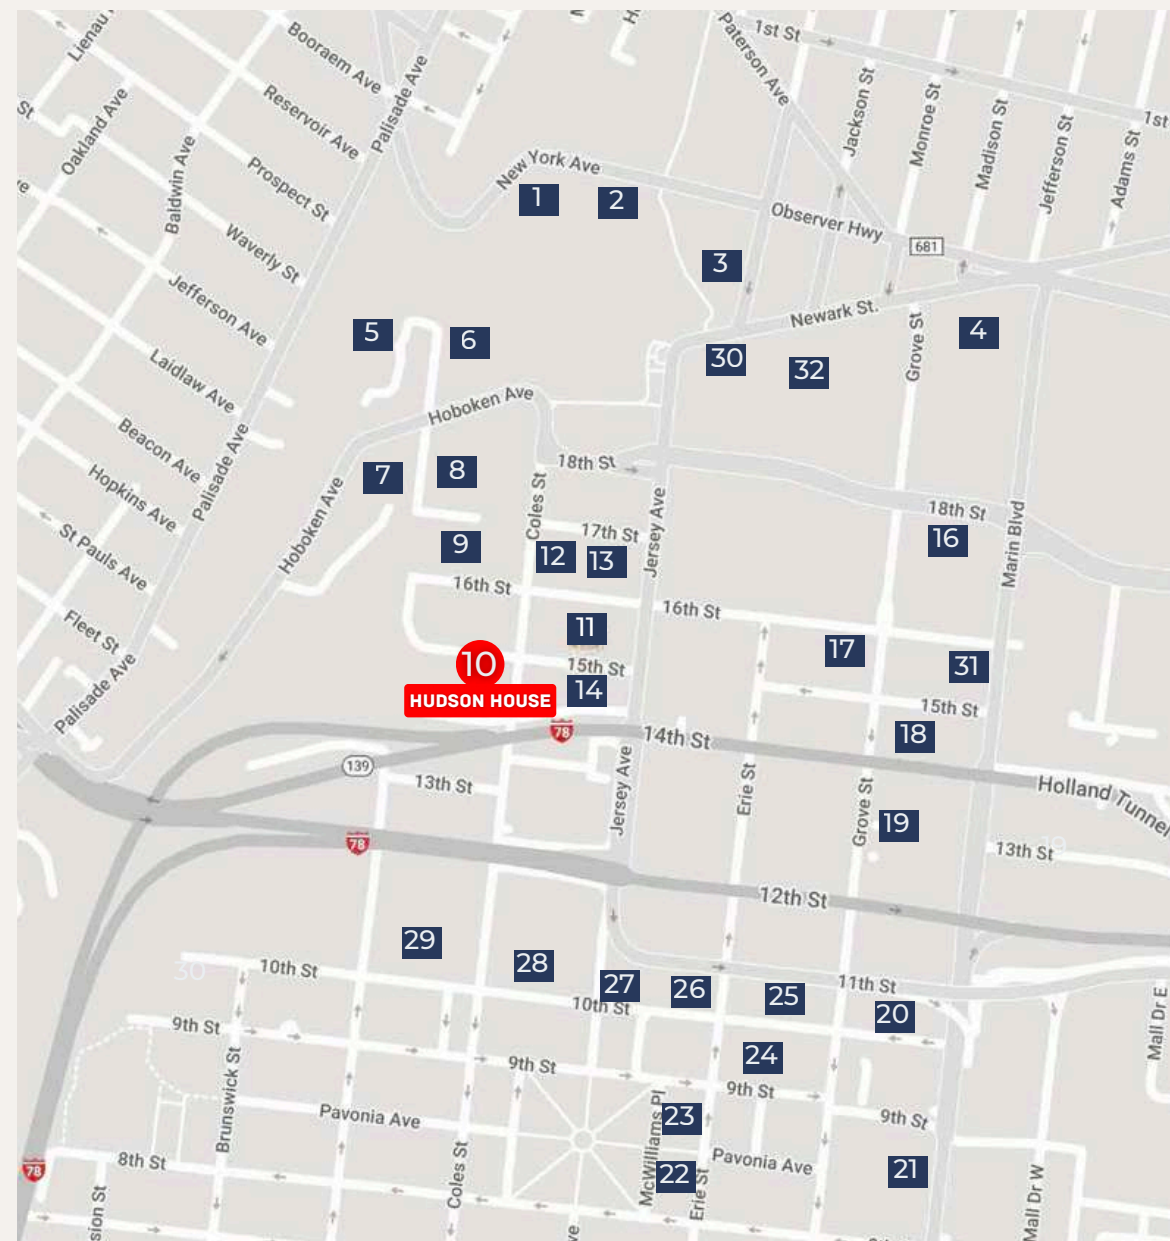 Lienau
Booraem Ave
Palisade Ave
Paterson Ave
1st St
Jackson St
Monroe St
Madison St
Jefferson St
Adams St
1st
St
Oakland Ave
Baldwin Ave
Reservoir Ave
Prospect St
Waverly St
Jefferson Ave
Laidlaw Ave
Beacon Ave
Hopkins Ave
St Pauls Ave
Fleet St
Palisade Ave
Palisade Ave
New York Ave
1
2
Observer Hwy
681
3
Newark St.
4
Grove St
5
6
30
32
Hoboken Ave
7
8
18th St
Coles St
Jersey Ave
18th St
Marin Blvd
Hoboken Ave
17th St
16
9
12
13
16th St
16th St
11
17
31
10
HUDSON HOUSE
15th St
14
15th St
78
14th St
18
139
13th St
Jersey Ave
Erie St
Grove St
Holland Tunne
19
13th St
78
12th St
29
28
30
10th St
27
26
25
11th St
10th St
20
Mall Dr E
9th St
9th St
24
9th St
9th St
Brunswick St
Pavonia Ave
McWilliams Pl
23
8th St
Coles St
22
Pavonia Ave
21
Erie St
Mall Dr W
78
sion St
ve